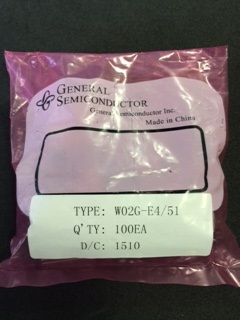 GENERAL
SEMICONDUCTOR
General Semiconductor Inc.
Made in China
TYPE: W02G-E4/51
Q'TY: 100EA
D/C: 1510